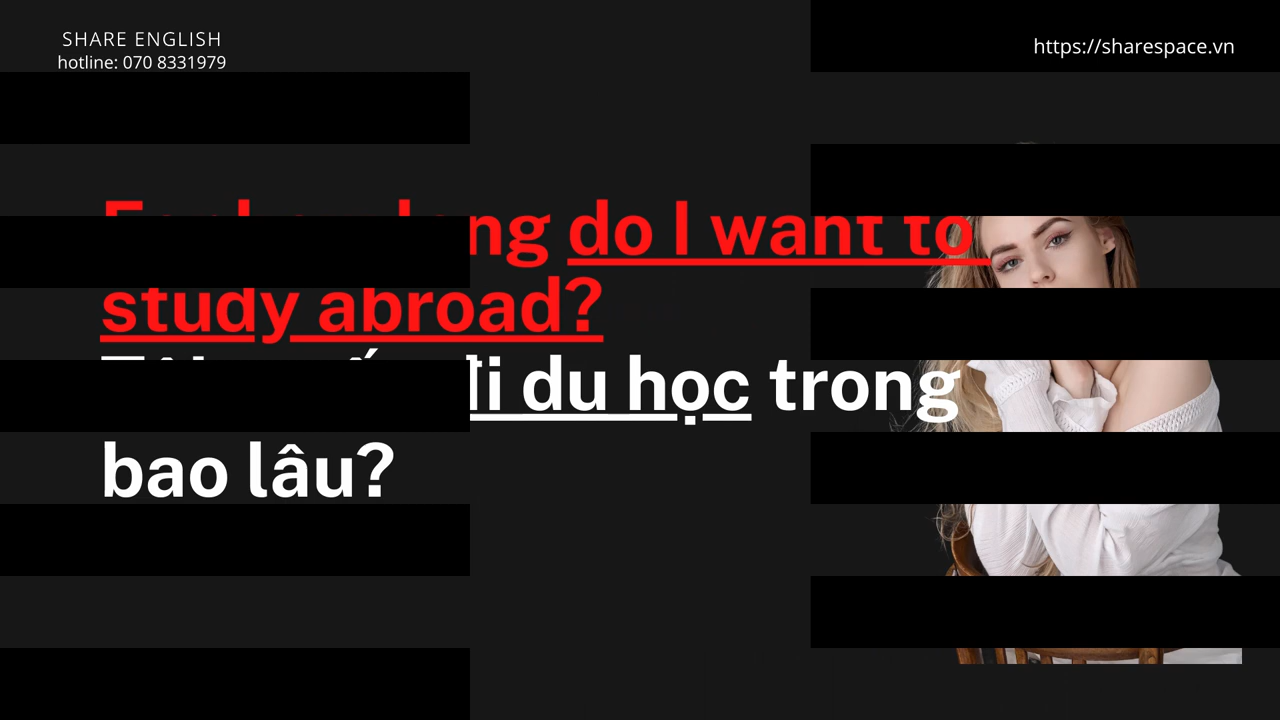 SHARE ENGLISH
hotline: 070 8331979
https://sharespace.vn
do I want to
study abroad?
đi du học trong
bao lâu?